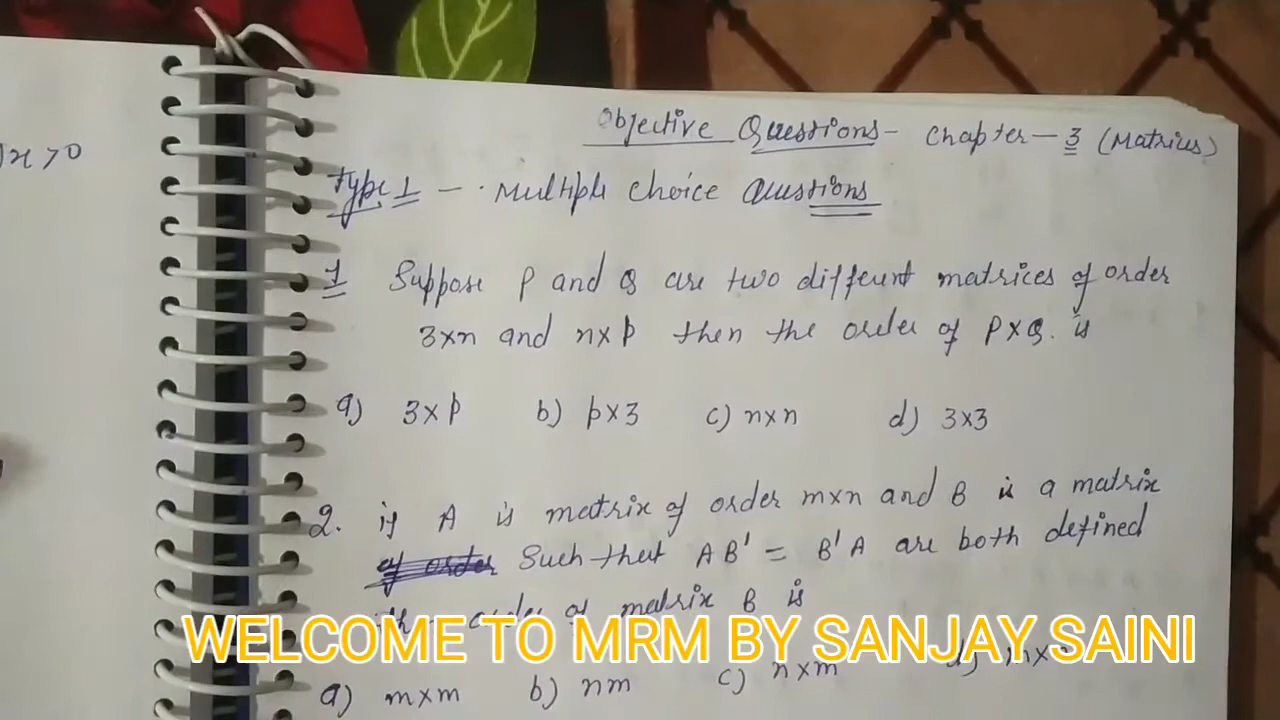 )x >0
Objective Questions- Chapter-3 (Matrices)
Type 1 - . Multiple Choice Questions
1 Suppose P and Q are two different matrices of order
3×n and n×p then the order of P×Q. is
a) 3×p b) p×3 c) n×n d) 3×3
2. if A is matrix of order m×n and B is a matrix
of order Such that AB' = B'A are both defined
order of matrix B is
WELCOME TO MRM BY SANJAY SAINI
a) m×m b) nm c) n×m d) m×